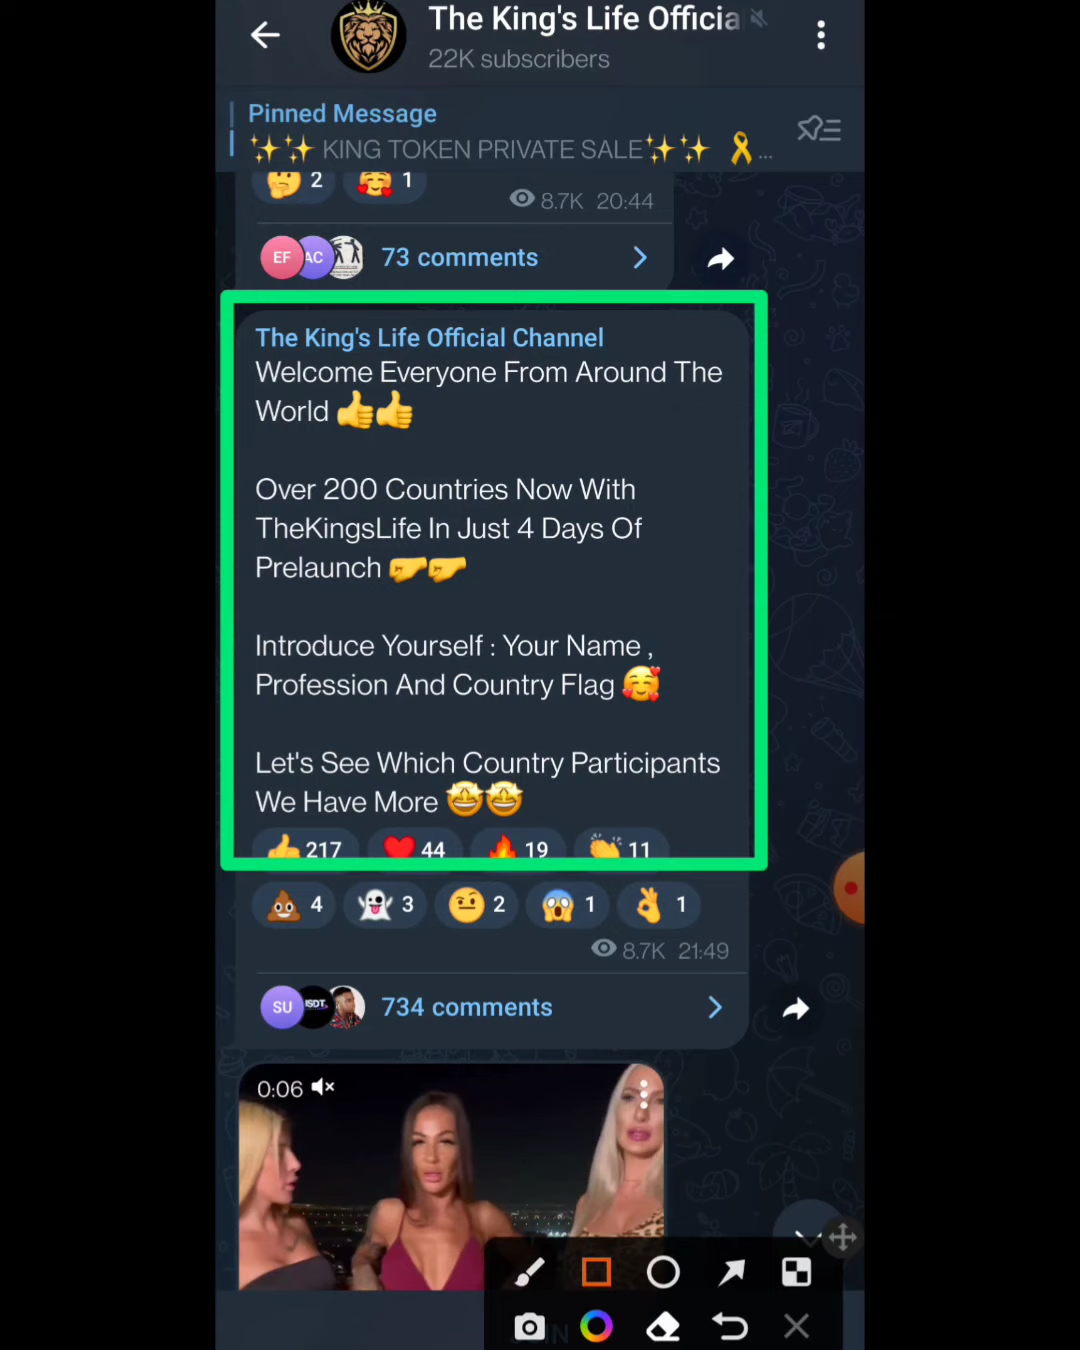 The King's Life Officia
22K subscribers
Pinned Message
✨✨ KING TOKEN PRIVATE SALE✨✨ 🎗️...
🤔 2 🥰 1
8.7K 20:44
EF AC
73 comments
The King's Life Official Channel
Welcome Everyone From Around The
World 👍👍
Over 200 Countries Now With
TheKingsLife In Just 4 Days Of
Prelaunch 🤛🤛
Introduce Yourself : Your Name ,
Profession And Country Flag 🥰
Let's See Which Country Participants
We Have More 🤩🤩
👍 217 ❤️ 44 🔥 19 👏 11
💩 4 👻 3 🤨 2 😱 1 👌 1
8.7K 21:49
SU
734 comments
0:06